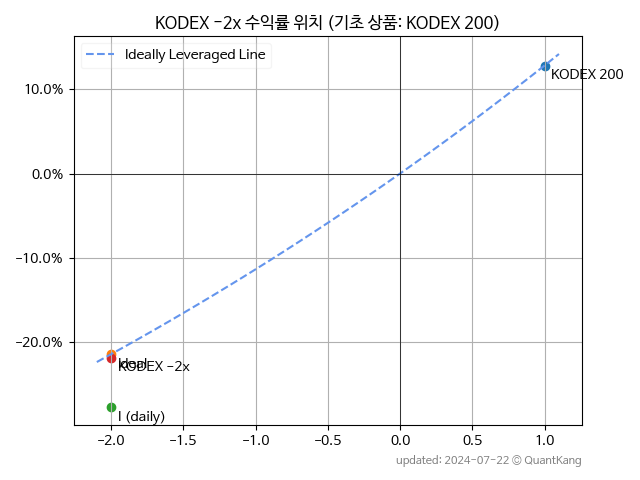 KODEX -2x 수익률 위치 (기초 상품: KODEX 200)
Ideally Leveraged Line
KODEX 200
10.0%
0.0%
-10.0%
-20.0%
Ideal
KODEX -2x
I (daily)
-2.0 -1.5 -1.0 -0.5 0.0 0.5 1.0
updated: 2024-07-22 © QuantKang